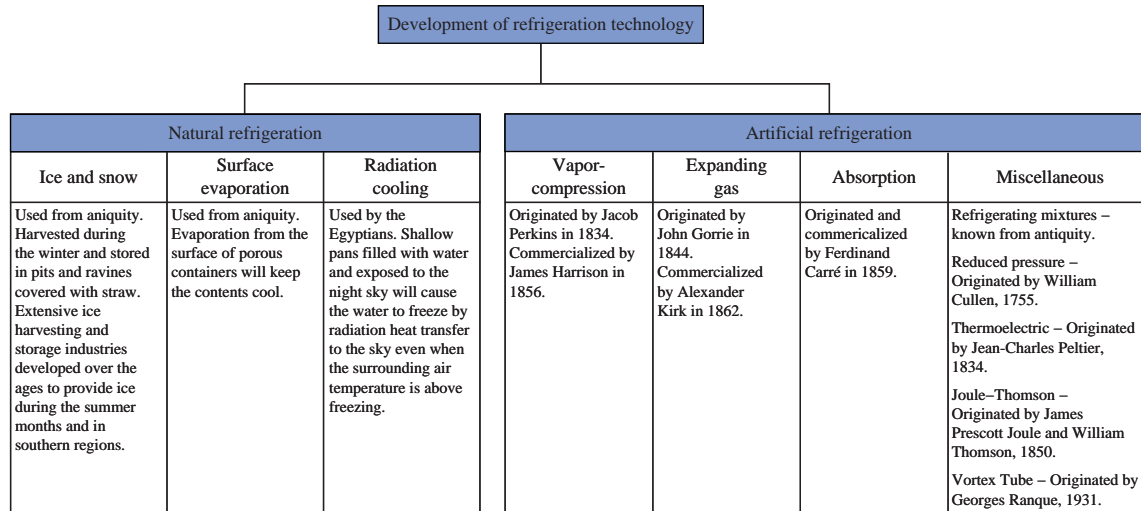 Development of refrigeration technology
Natural refrigeration
Ice and snow
Used from aniquity.
Harvested during
the winter and stored
in pits and ravines
covered with straw.
Extensive ice
harvesting and
storage industries
developed over the
ages to provide ice
during the summer
months and in
southern regions.
Surface
evaporation
Used from aniquity.
Evaporation from the
surface of porous
containers will keep
the contents cool.
Radiation
cooling
Used by the
Egyptians. Shallow
pans filled with water
and exposed to the
night sky will cause
the water to freeze by
radiation heat transfer
to the sky even when
the surrounding air
temperature is above
freezing.
Artificial refrigeration
Vapor-
compression
Originated by Jacob
Perkins in 1834.
Commercialized by
James Harrison in
1856.
Expanding
gas
Originated by
John Gorrie in
1844.
Commercialized
by Alexander
Kirk in 1862.
Absorption
Originated and
commericalized
by Ferdinand
Carré in 1859.
Miscellaneous
Refrigerating mixtures –
known from antiquity.
Reduced pressure –
Originated by William
Cullen, 1755.
Thermoelectric – Originated
by Jean-Charles Peltier,
1834.
Joule–Thomson –
Originated by James
Prescott Joule and William
Thomson, 1850.
Vortex Tube – Originated by
Georges Ranque, 1931.